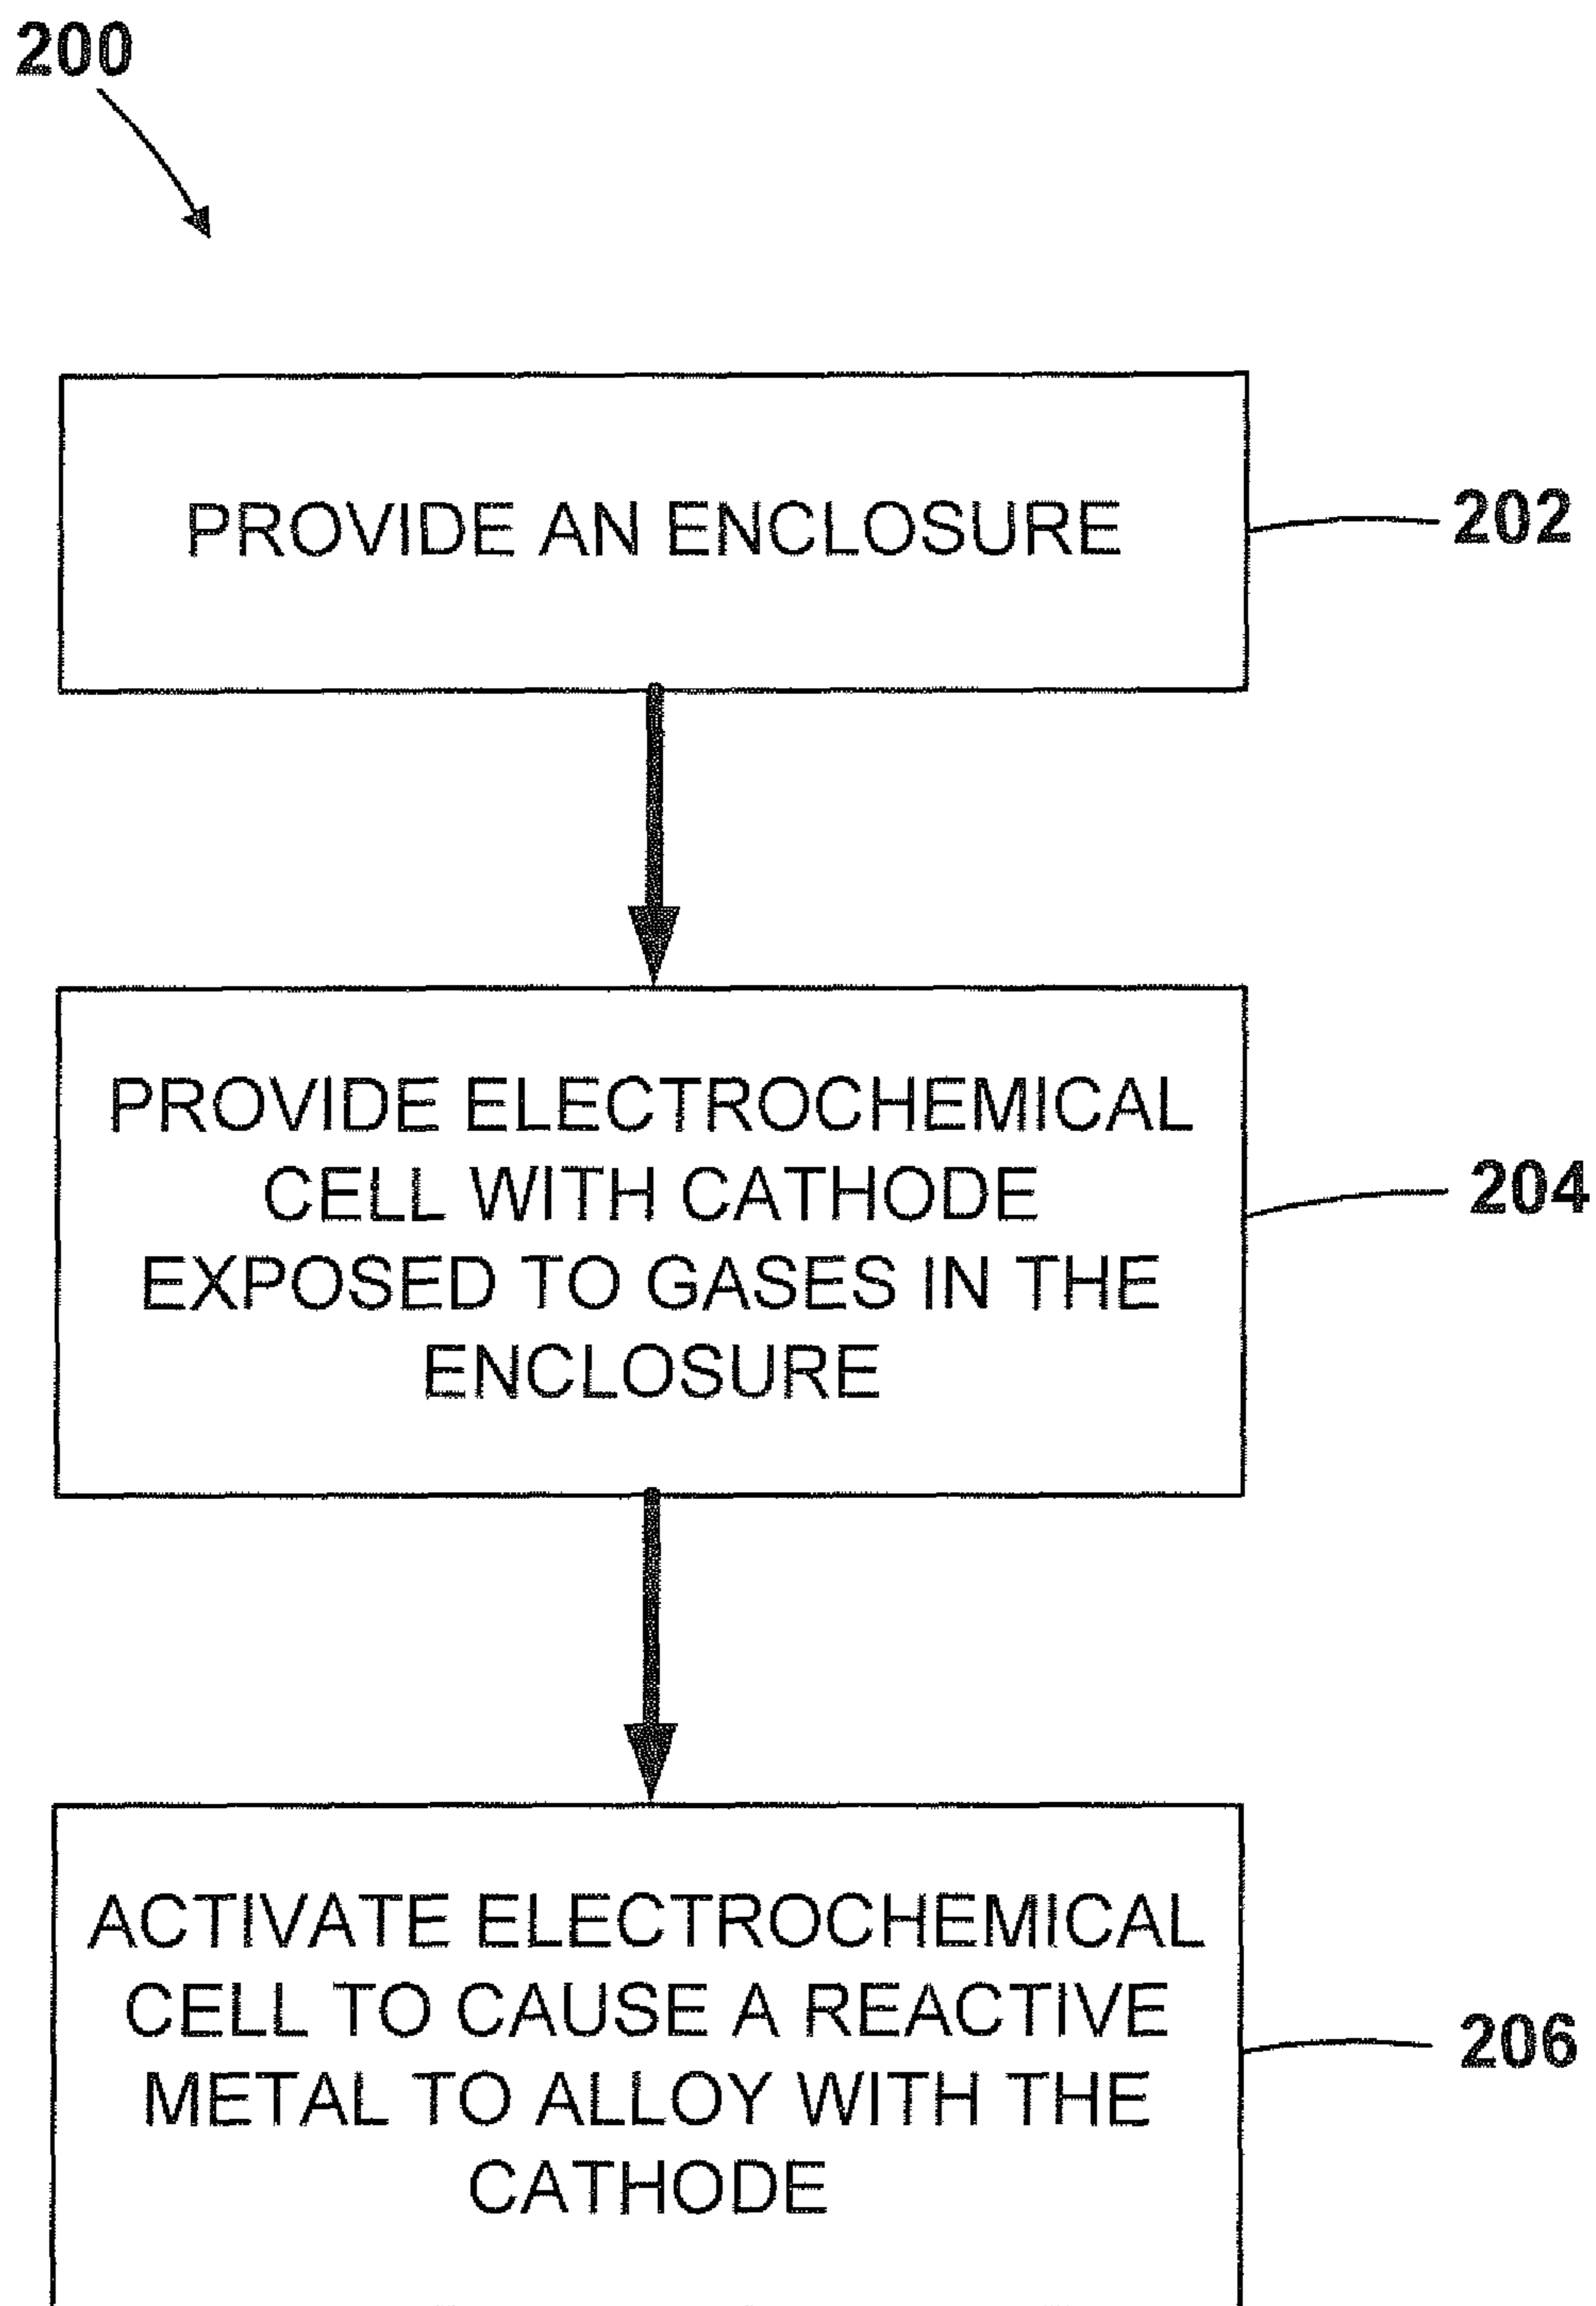 200
PROVIDE AN ENCLOSURE
202
PROVIDE ELECTROCHEMICAL
CELL WITH CATHODE
EXPOSED TO GASES IN THE
ENCLOSURE
204
ACTIVATE ELECTROCHEMICAL
CELL TO CAUSE A REACTIVE
METAL TO ALLOY WITH THE
CATHODE
206